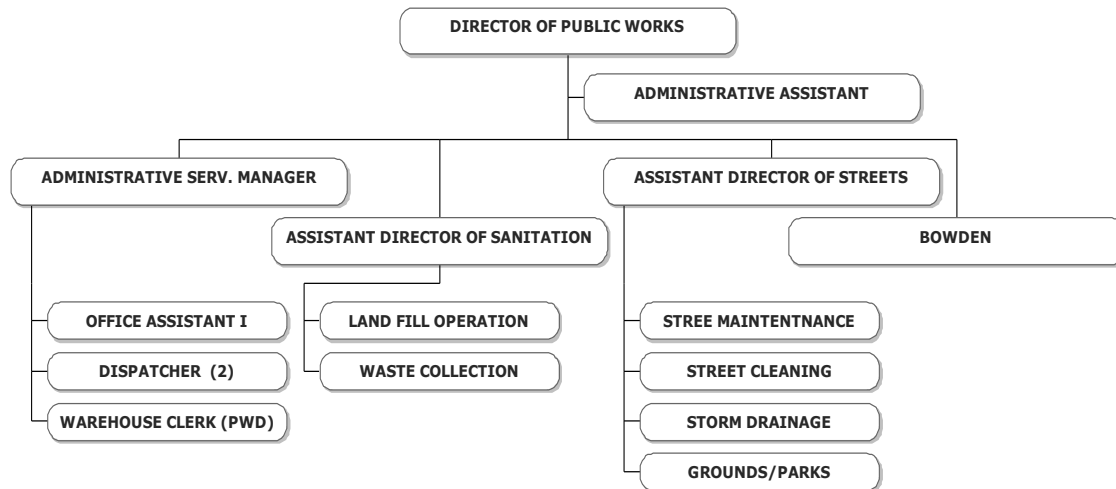 DIRECTOR OF PUBLIC WORKS
ADMINISTRATIVE ASSISTANT
ADMINISTRATIVE SERV. MANAGER
ASSISTANT DIRECTOR OF STREETS
ASSISTANT DIRECTOR OF SANITATION
BOWDEN
OFFICE ASSISTANT I
LAND FILL OPERATION
STREE MAINTENTNANCE
DISPATCHER (2)
WASTE COLLECTION
STREET CLEANING
WAREHOUSE CLERK (PWD)
STORM DRAINAGE
GROUNDS/PARKS